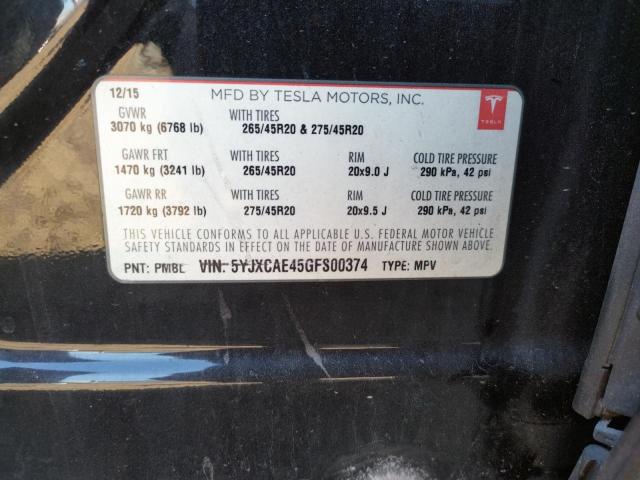 12/15 MFD BY TESLA MOTORS, INC.
TESLA
GVWR WITH TIRES
3070 kg (6768 lb) 265/45R20 & 275/45R20
GAWR FRT WITH TIRES RIM COLD TIRE PRESSURE
1470 kg (3241 lb) 265/45R20 20x9.0 J 290 kPa, 42 psi
GAWR RR WITH TIRES RIM COLD TIRE PRESSURE
1720 kg (3792 lb) 275/45R20 20x9.5 J 290 kPa, 42 psi
THIS VEHICLE CONFORMS TO ALL APPLICABLE U.S. FEDERAL MOTOR VEHICLE
SAFETY STANDARDS IN EFFECT ON THE DATE OF MANUFACTURE SHOWN ABOVE.
PNT: PMBL VIN: 5YJXCAE45GFS00374 TYPE: MPV